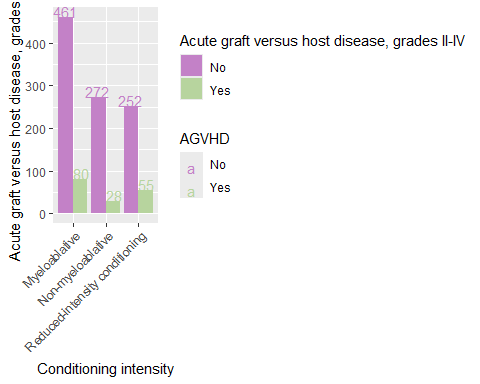 Acute graft versus host disease, grades
400
300
200
100
0
461
80
272
28
252
55
Myeloablative
Non-myeloablative
Reduced-intensity conditioning
Conditioning intensity
Acute graft versus host disease, grades II-IV
No
Yes
AGVHD
a No
a Yes